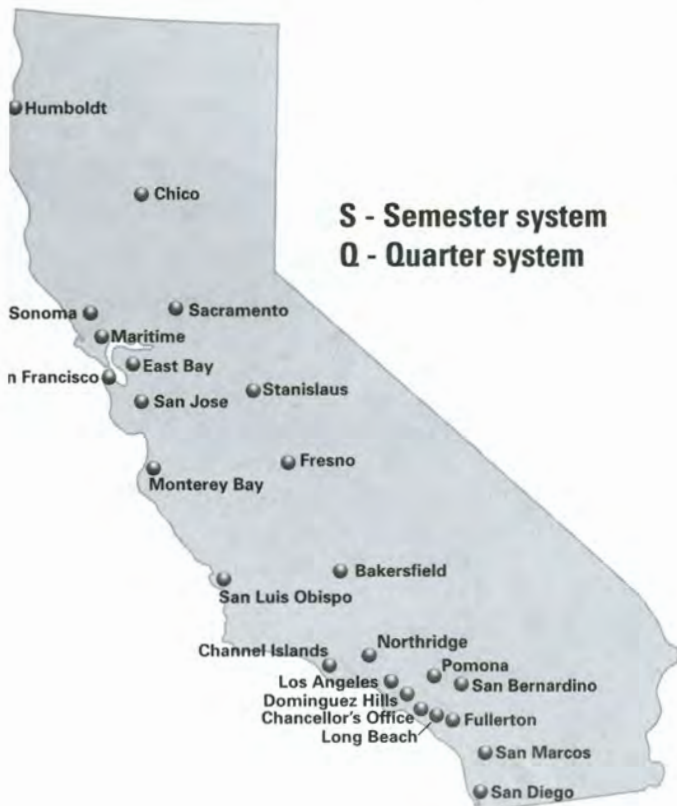 Humboldt
Chico
S - Semester system
Q - Quarter system
Sonoma
Sacramento
Maritime
East Bay
n Francisco
Stanislaus
San Jose
Fresno
Monterey Bay
Bakersfield
San Luis Obispo
Northridge
Channel Islands
Pomona
Los Angeles
San Bernardino
Dominguez Hills
Chancellor's Office
Fullerton
Long Beach
San Marcos
San Diego